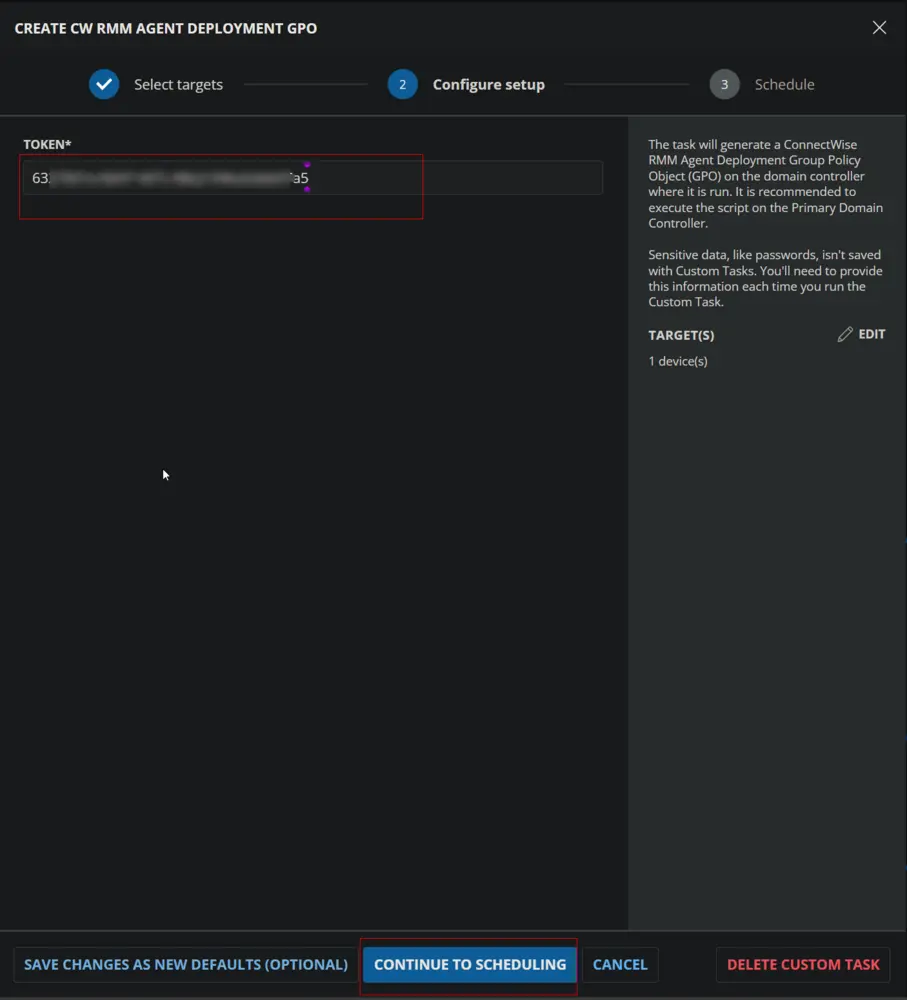 CREATE CW RMM AGENT DEPLOYMENT GPO
Select targets
2
Configure setup
3
Schedule
TOKEN*
63
a5
The task will generate a ConnectWise
RMM Agent Deployment Group Policy
Object (GPO) on the domain controller
where it is run. It is recommended to
execute the script on the Primary Domain
Controller.
Sensitive data, like passwords, isn't saved
with Custom Tasks. You'll need to provide
this information each time you run the
Custom Task.
TARGET(S)
EDIT
1 device(s)
SAVE CHANGES AS NEW DEFAULTS (OPTIONAL)
CONTINUE TO SCHEDULING
CANCEL
DELETE CUSTOM TASK